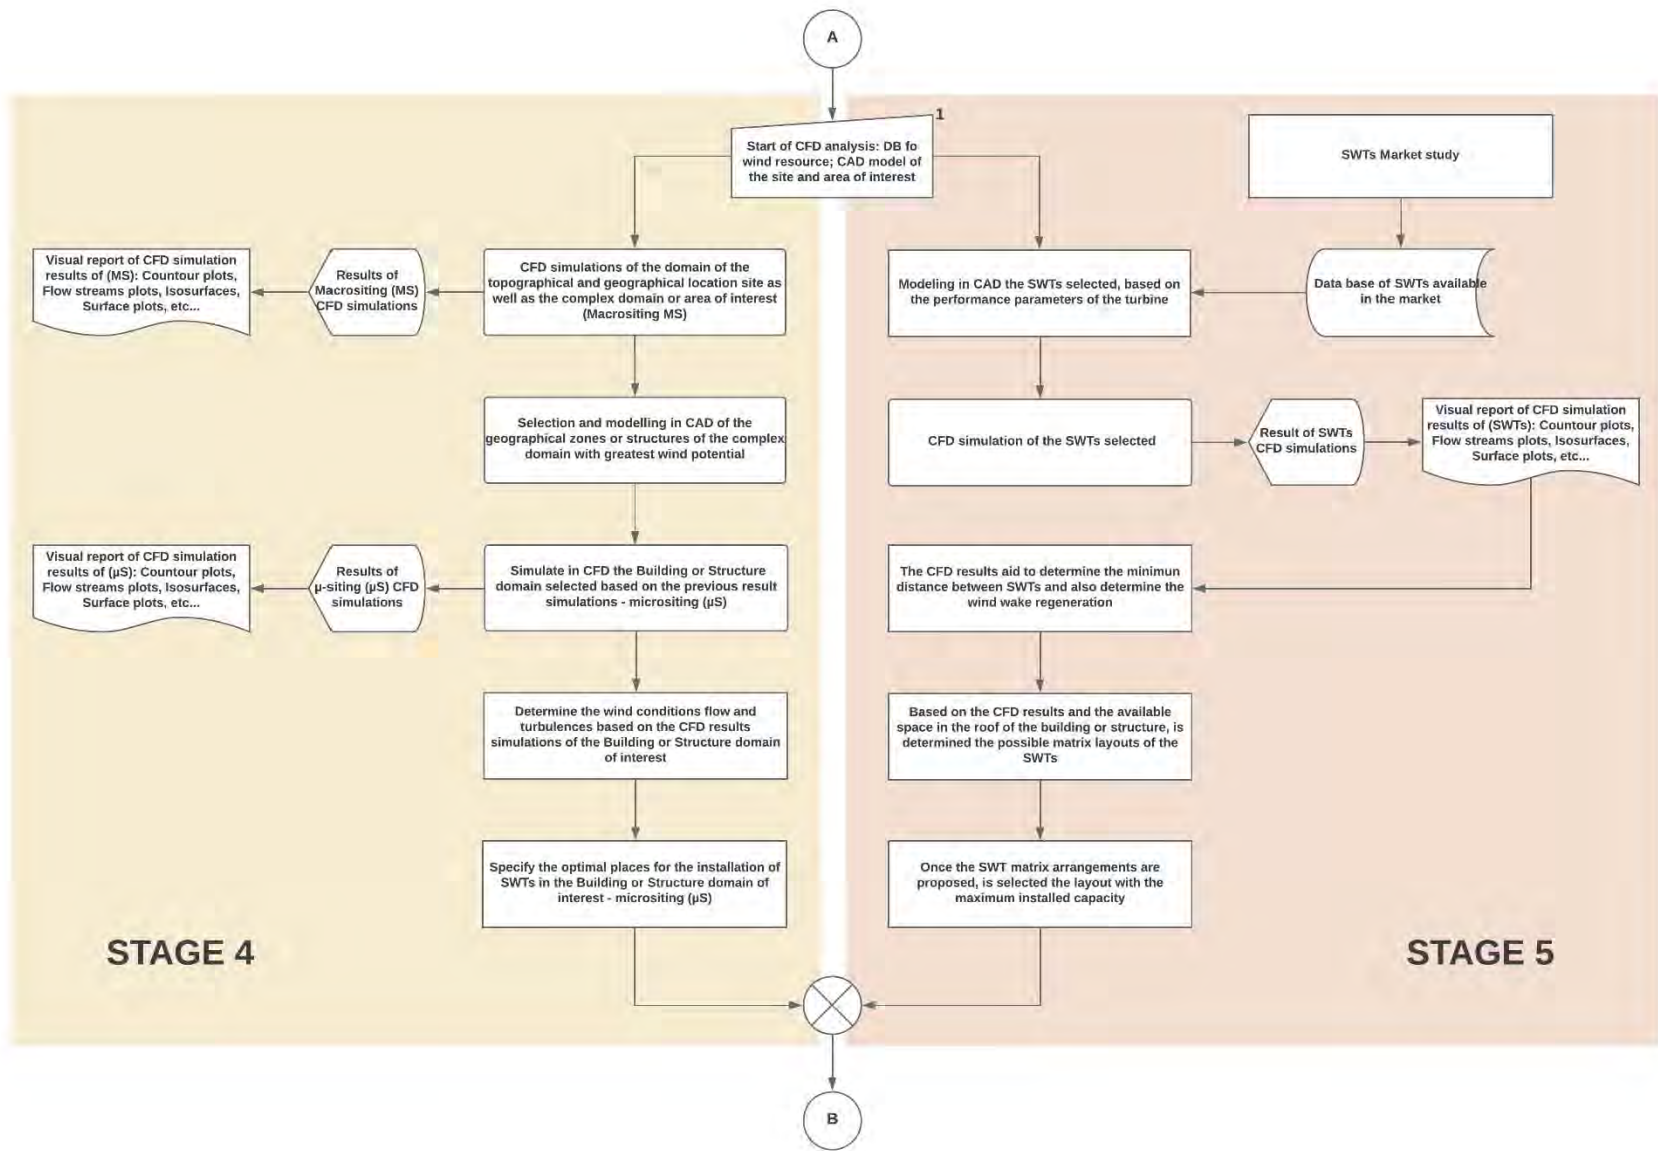 A
1
Start of CFD analysis: DB fo
wind resource; CAD model of
the site and area of interest
SWTs Market study
Visual report of CFD simulation
results of (MS): Countour plots,
Flow streams plots, Isosurfaces,
Surface plots, etc...
Results of
Macrositing (MS)
CFD simulations
CFD simulations of the domain of the
topographical and geographical location site as
well as the complex domain or area of interest
(Macrositing MS)
Modeling in CAD the SWTs selected, based on
the performance parameters of the turbine
Data base of SWTs available
in the market
Selection and modelling in CAD of the
geographical zones or structures of the complex
domain with greatest wind potential
CFD simulation of the SWTs selected
Result of SWTs
CFD simulations
Visual report of CFD simulation
results of (SWTs): Countour plots,
Flow streams plots, Isosurfaces,
Surface plots, etc...
Visual report of CFD simulation
results of (µS): Countour plots,
Flow streams plots, Isosurfaces,
Surface plots, etc...
Results of
µ-siting (µS) CFD
simulations
Simulate in CFD the Building or Structure
domain selected based on the previous result
simulations - micrositing (µS)
The CFD results aid to determine the minimun
distance between SWTs and also determine the
wind wake regeneration
Determine the wind conditions flow and
turbulences based on the CFD results
simulations of the Building or Structure domain
of interest
Based on the CFD results and the available
space in the roof of the building or structure, is
determined the possible matrix layouts of the
SWTs
Specify the optimal places for the installation of
SWTs in the Building or Structure domain of
interest - micrositing (µS)
Once the SWT matrix arrangements are
proposed, is selected the layout with the
maximum installed capacity
STAGE 4
STAGE 5
B